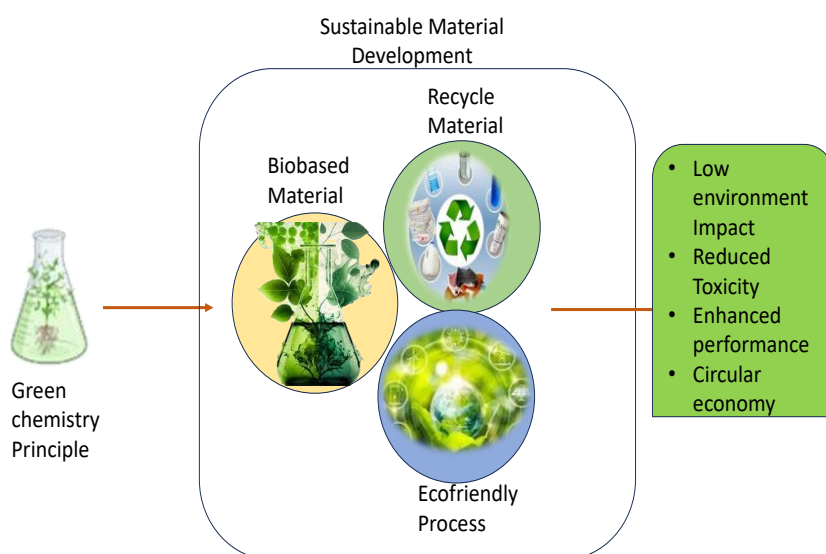 Sustainable Material
Development
Recycle
Material
Biobased
Material
Green
chemistry
Principle
Ecofriendly
Process
• Low
environment
Impact
• Reduced
Toxicity
• Enhanced
performance
• Circular
economy